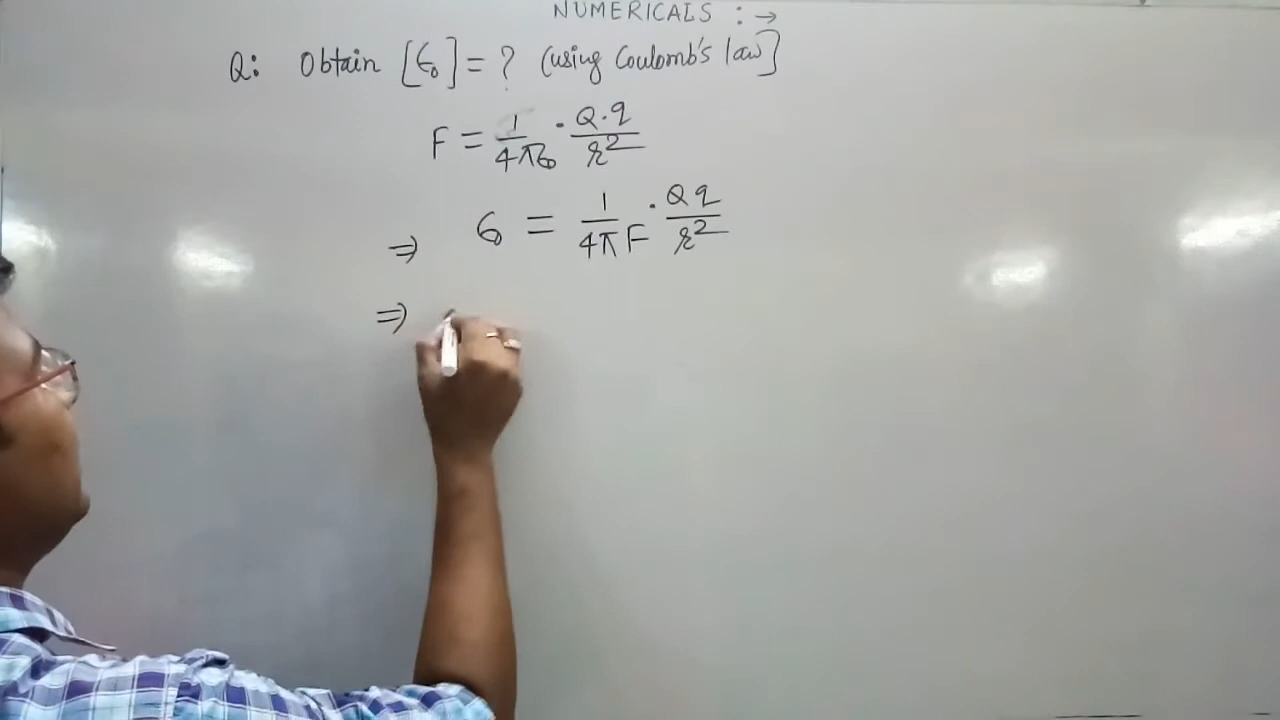 NUMERICALS : →
Q: Obtain [ϵ₀] = ? (using Coulomb's law]
F = 1/4πϵ₀ · Q.q/r²
⇒ ϵ₀ = 1/4πF · Qq/r²
⇒